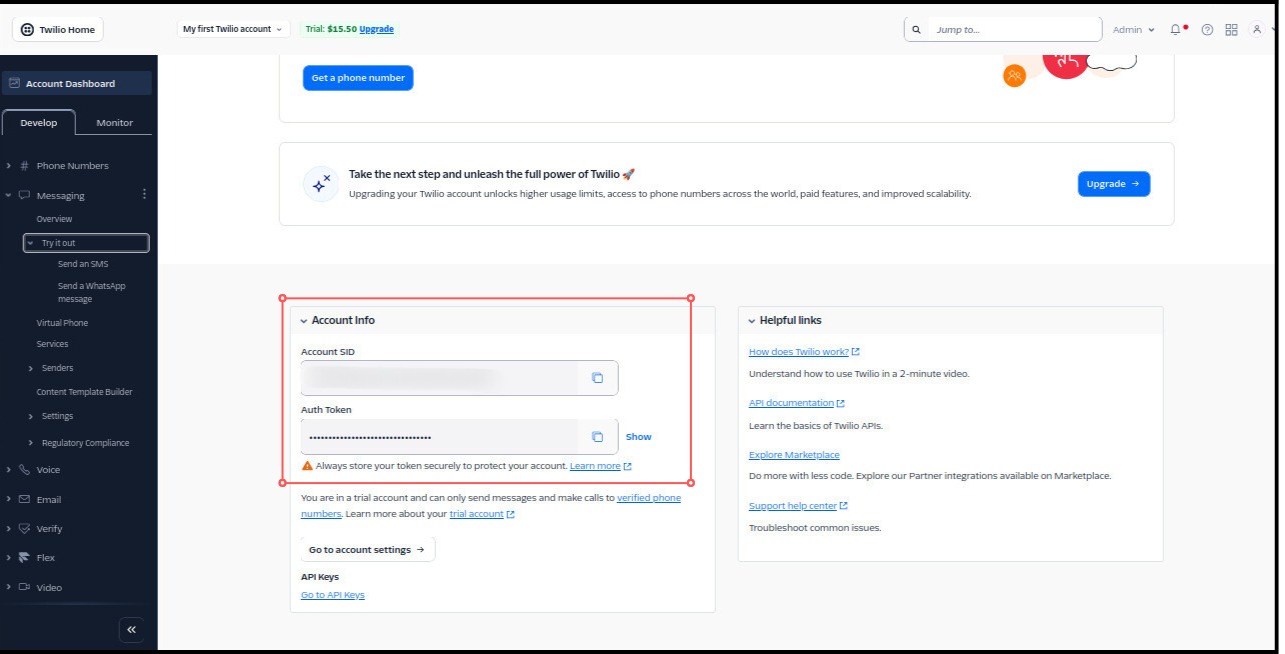 Twilio Home
My first Twilio account
Trial: $15.50 Upgrade
Jump to...
Admin
Account Dashboard
Develop
Monitor
Phone Numbers
Messaging
Overview
Try it out
Send an SMS
Send a WhatsApp
message
Virtual Phone
Services
Senders
Content Template Builder
Settings
Regulatory Compliance
Voice
Email
Verify
Flex
Video
Get a phone number
Take the next step and unleash the full power of Twilio 🚀
Upgrading your Twilio account unlocks higher usage limits, access to phone numbers across the world, paid features, and improved scalability.
Upgrade →
Account Info
Account SID
Auth Token
••••••••••••••••••••••••••••••••
Show
Always store your token securely to protect your account. Learn more
You are in a trial account and can only send messages and make calls to verified phone
numbers. Learn more about your trial account
Go to account settings →
API Keys
Go to API Keys
Helpful links
How does Twilio work?
Understand how to use Twilio in a 2-minute video.
API documentation
Learn the basics of Twilio APIs.
Explore Marketplace
Do more with less code. Explore our Partner integrations available on Marketplace.
Support help center
Troubleshoot common issues.